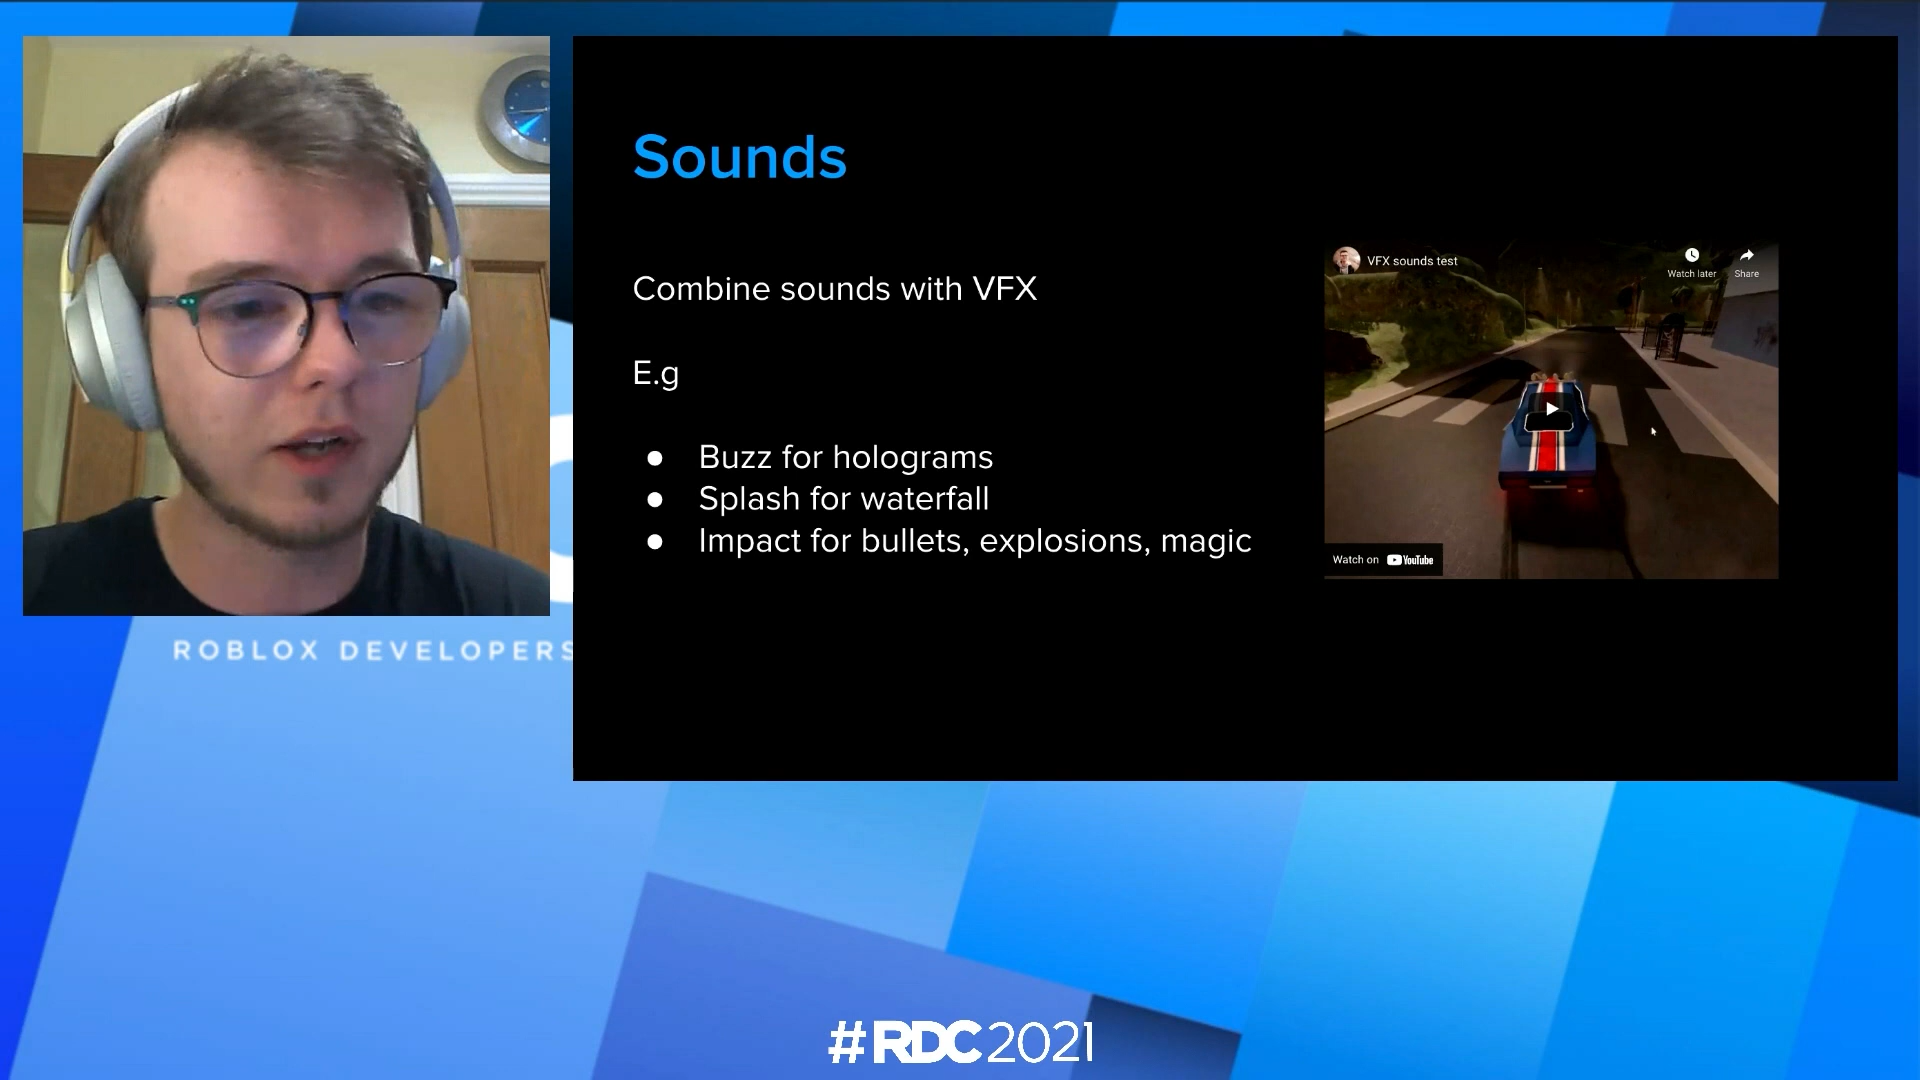 Sounds
Combine sounds with VFX
E.g
● Buzz for holograms
● Splash for waterfall
● Impact for bullets, explosions, magic
VFX sounds test
Watch later
Share
Watch on YouTube
ROBLOX DEVELOPERS
#RDC2021